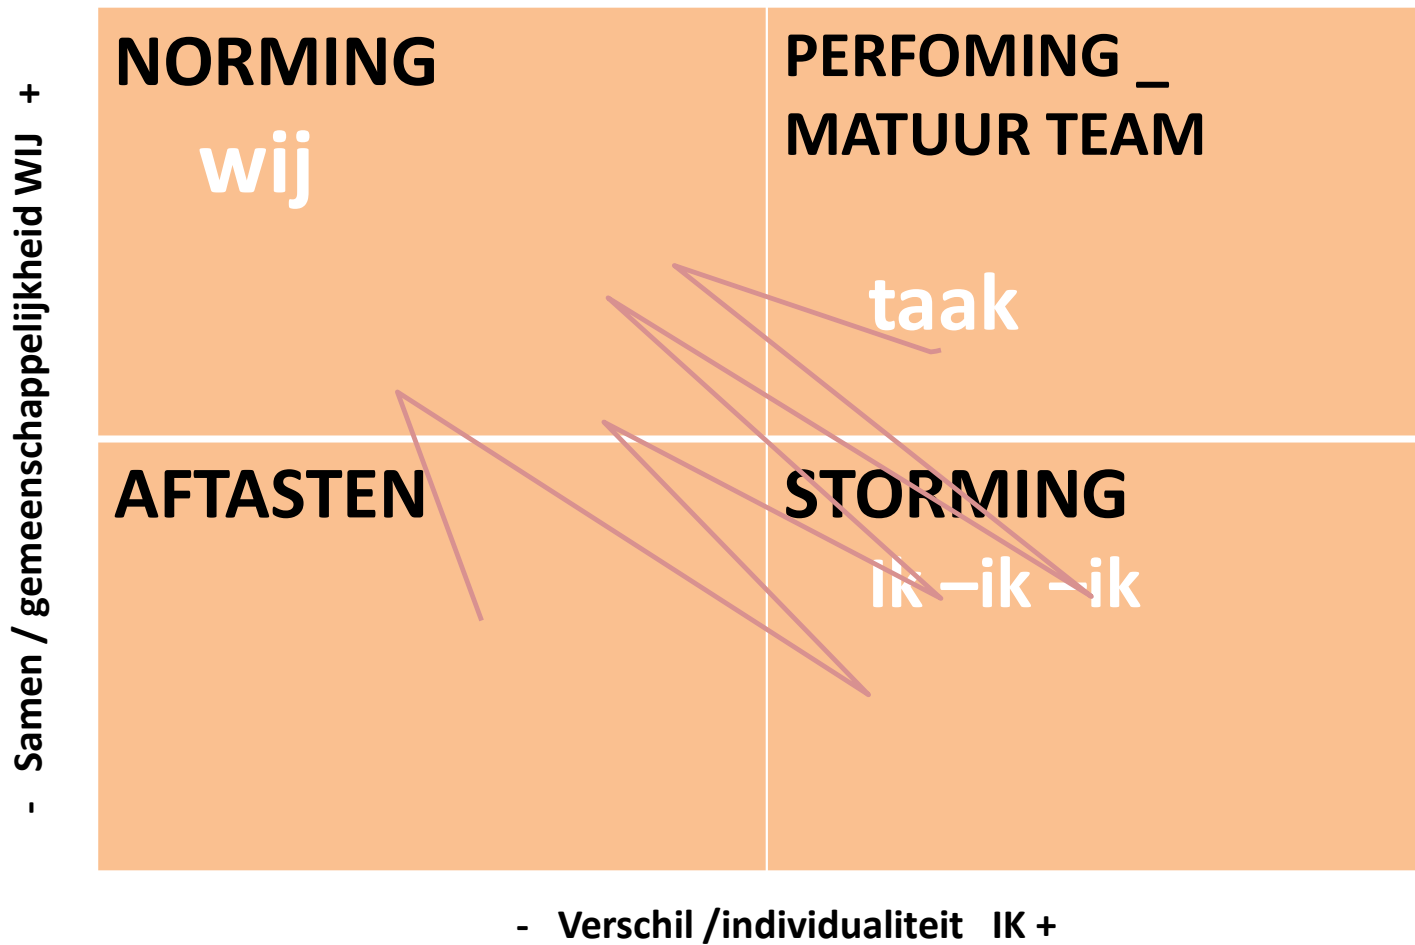 NORMING
wij
PERFOMING _
MATUUR TEAM
taak
AFTASTEN
STORMING
Ik –ik –ik
- Samen / gemeenschappelijkheid WIJ +
- Verschil /individualiteit IK +